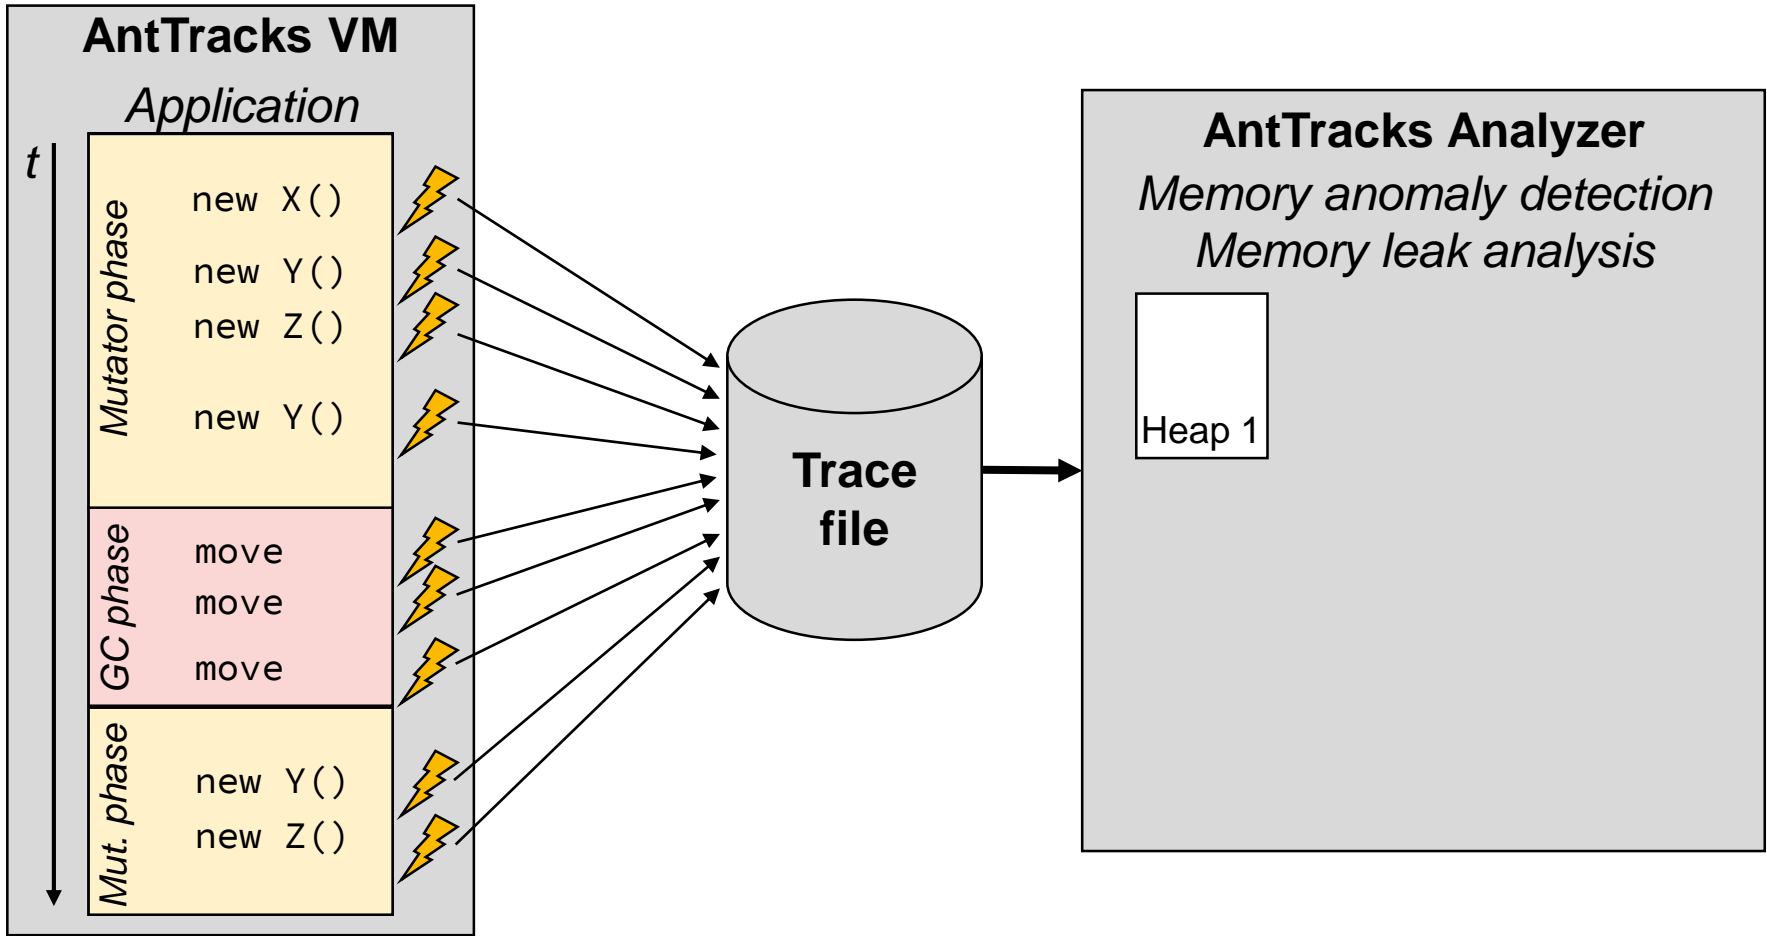 AntTracks VM
Application
t
Mutator phase
new X()
new Y()
new Z()
new Y()
GC phase
move
move
move
Mut. phase
new Y()
new Z()
Trace
file
AntTracks Analyzer
Memory anomaly detection
Memory leak analysis
Heap 1